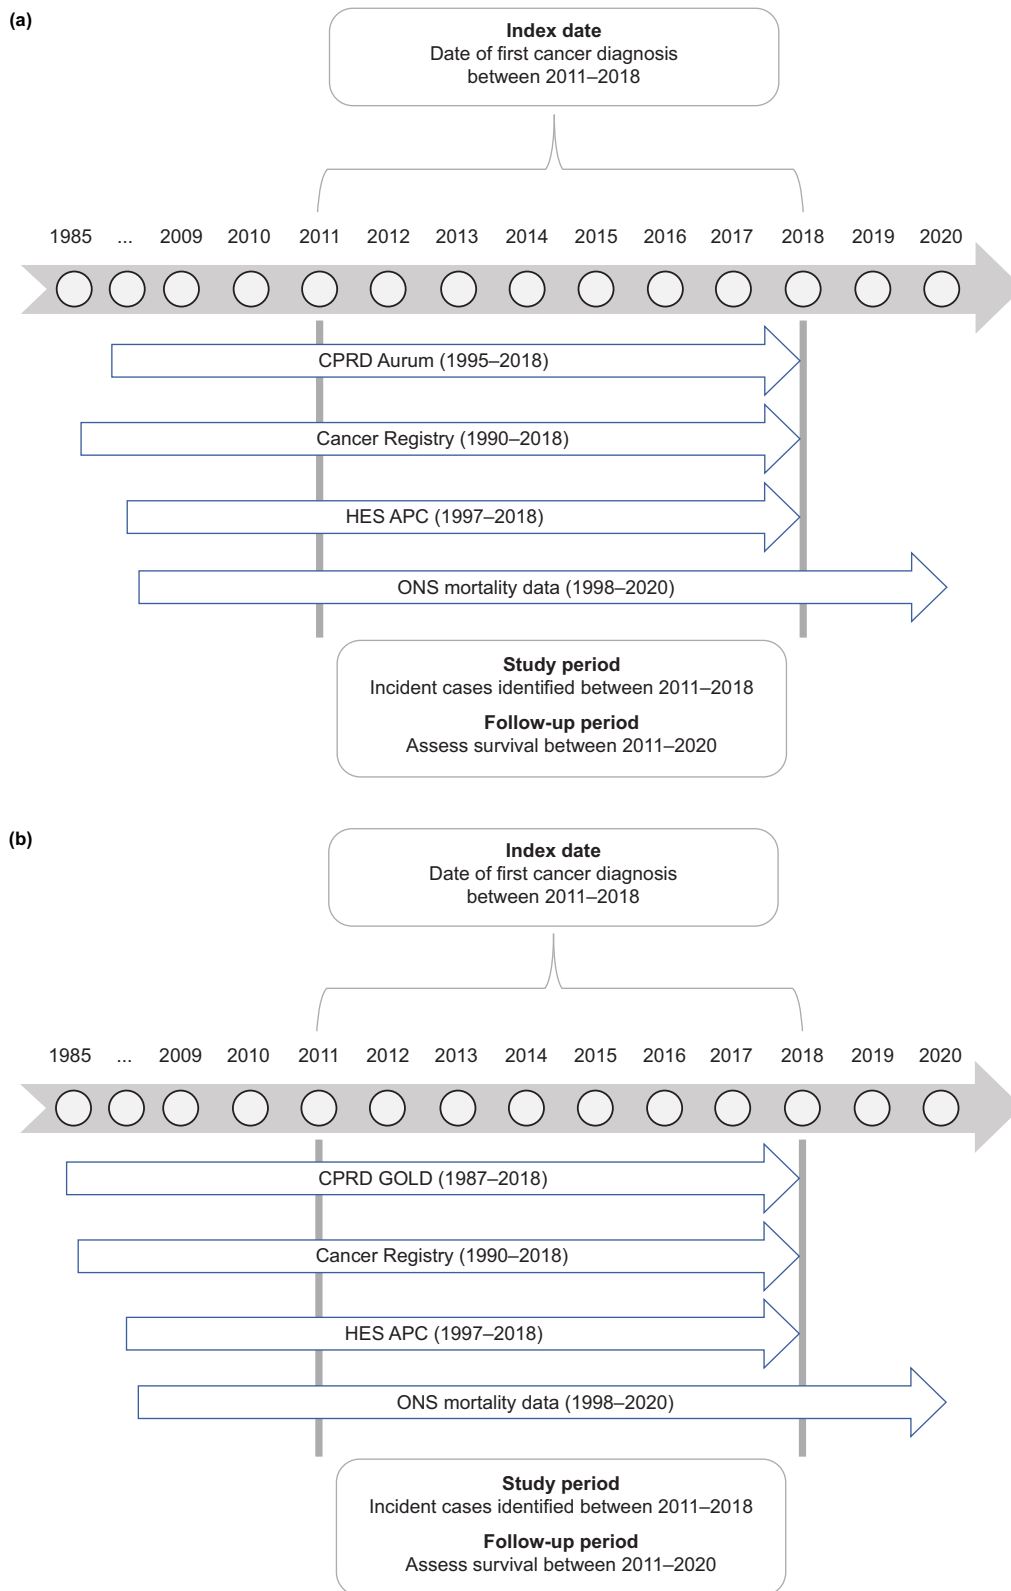 (a)
Index date
Date of first cancer diagnosis
between 2011–2018
1985 ... 2009 2010 2011 2012 2013 2014 2015 2016 2017 2018 2019 2020
CPRD Aurum (1995–2018)
Cancer Registry (1990–2018)
HES APC (1997–2018)
ONS mortality data (1998–2020)
Study period
Incident cases identified between 2011–2018
Follow-up period
Assess survival between 2011–2020
(b)
Index date
Date of first cancer diagnosis
between 2011–2018
1985 ... 2009 2010 2011 2012 2013 2014 2015 2016 2017 2018 2019 2020
CPRD GOLD (1987–2018)
Cancer Registry (1990–2018)
HES APC (1997–2018)
ONS mortality data (1998–2020)
Study period
Incident cases identified between 2011–2018
Follow-up period
Assess survival between 2011–2020